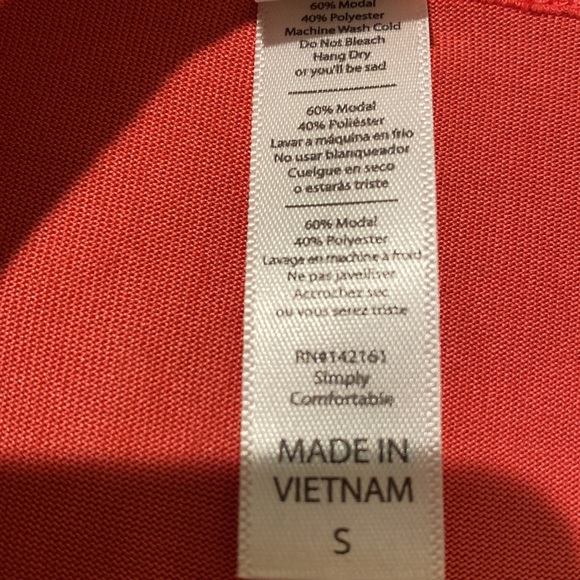 60% Modal
40% Polyester
Machine Wash Cold
Do Not Bleach
Hang Dry
or you'll be sad
60% Modal
40% Poliéster
Lavar a máquina en frio
No usar blanqueador
Cuelgue en seco
o estarás triste
60% Modal
40% Polyester
Lavage en machine à froid
Ne pas javelliser
Accrochez sec
ou vous serez triste
RN#142161
Simply
Comfortable
MADE IN
VIETNAM
S